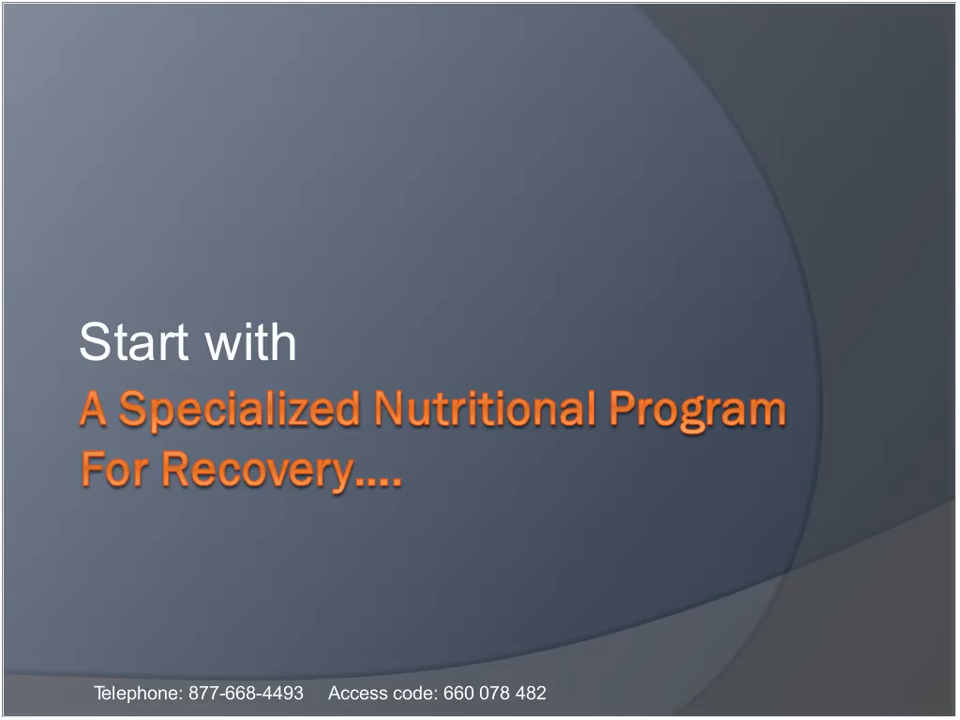 Start with
A Specialized Nutritional Program
For Recovery....
Telephone: 877-668-4493 Access code: 660 078 482